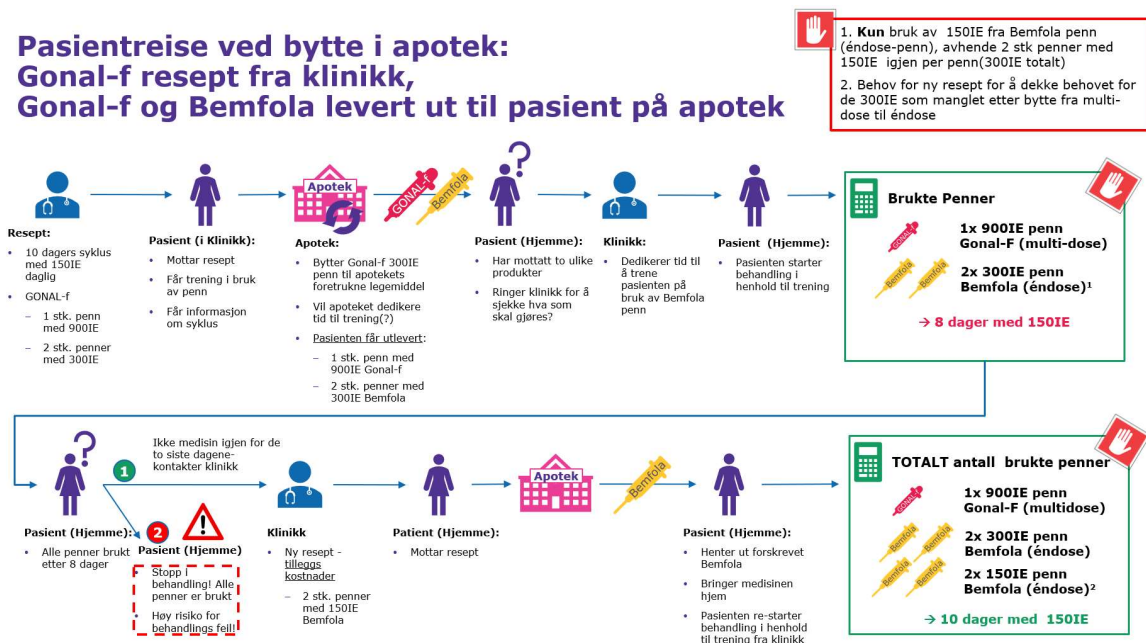 Pasientreise ved bytte i apotek:
Gonal-f resept fra klinikk,
Gonal-f og Bemfola levert ut til pasient på apotek
1. Kun bruk av 150IE fra Bemfola penn
(éndose-penn), avhende 2 stk penner med
150IE igjen per penn(300IE totalt)
2. Behov for ny resept for å dekke behovet for
de 300IE som manglet etter bytte fra multi-
dose til éndose
Resept:
• 10 dagers syklus
med 150IE
daglig
• GONAL-f
– 1 stk. penn
med 900IE
– 2 stk. penner
med 300IE
Pasient (i Klinikk):
• Mottar resept
• Får trening i bruk
av penn
• Får informasjon
om syklus
Apotek
GONAL-f
Bemfola
Apotek:
• Bytter Gonal-f 300IE
penn til apotekets
foretrukne legemiddel
• Vil apoteket dedikere
tid til trening(?)
• Pasienten får utlevert:
– 1 stk. penn med
900IE Gonal-f
– 2 stk. penner med
300IE Bemfola
?
Pasient (Hjemme):
• Har mottatt to ulike
produkter
• Ringer klinikk for å
sjekke hva som
skal gjøres?
Klinikk:
• Dedikerer tid til
å trene
pasienten på
bruk av Bemfola
penn
Pasient (Hjemme):
• Pasienten starter
behandling i
henhold til trening
Brukte Penner
GONAL-f
1x 900IE penn
Gonal-F (multi-dose)
Bemfola
Bemfola
2x 300IE penn
Bemfola (éndose)¹
→ 8 dager med 150IE
?
Pasient (Hjemme):
• Alle penner brukt
etter 8 dager
1
Ikke medisin igjen for de
to siste dagene-
kontakter klinikk
2
!
Pasient (Hjemme)
• Stopp i
behandling! Alle
penner er brukt
• Høy risiko for
behandlings feil!
Klinikk
• Ny resept -
tilleggs
kostnader
– 2 stk. penner
med 150IE
Bemfola
Patient (Hjemme):
• Mottar resept
Apotek
Bemfola
Pasient (Hjemme):
• Henter ut forskrevet
Bemfola
• Bringer medisinen
hjem
• Pasienten re-starter
behandling i henhold
til trening fra klinikk
TOTALT antall brukte penner
GONAL-f
1x 900IE penn
Gonal-F (multidose)
Bemfola
Bemfola
2x 300IE penn
Bemfola (éndose)
Bemfola
Bemfola
2x 150IE penn
Bemfola (éndose)²
→ 10 dager med 150IE